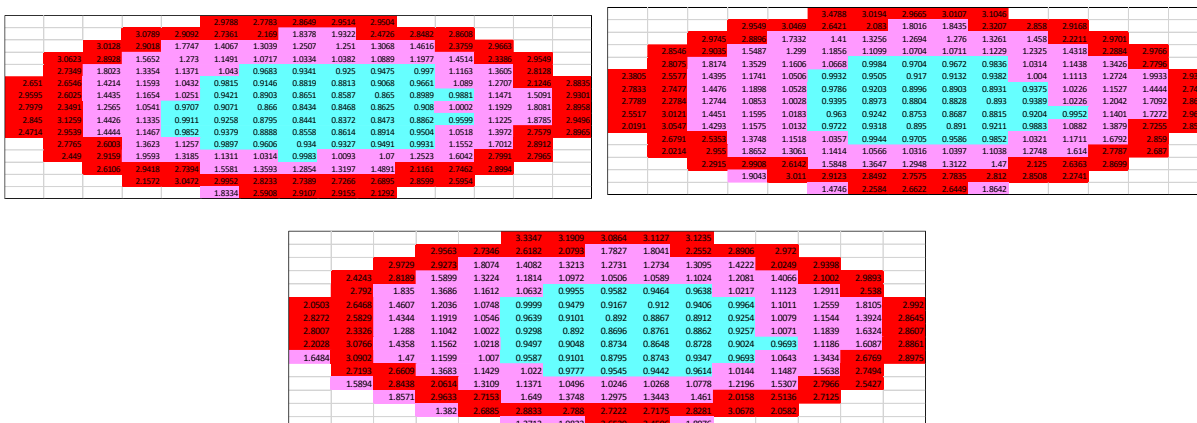 2.9788 2.7783 2.8649 2.5514 2.9504
3.0789 2.9092 2.7361 2.169 1.8378 1.9322 2.4726 2.8482 2.8608
3.0128 2.9018 1.7747 1.4067 1.3039 1.2507 1.251 1.3068 1.4616 2.3759 2.9663
3.0623 2.8928 1.5652 1.273 1.1491 1.0717 1.0334 1.0382 1.0889 1.1977 1.4514 2.3386 2.9549
2.7349 1.8023 1.3354 1.1371 1.043 0.9683 0.9341 0.925 0.9475 0.997 1.1163 1.3605 2.8128
2.651 2.6546 1.4214 1.1593 1.0432 0.9815 0.9146 0.8819 0.8813 0.9068 0.9661 1.089 1.2707 2.1246 2.8835
2.9595 2.6025 1.4435 1.1654 1.0251 0.9421 0.8903 0.8651 0.8587 0.865 0.8989 0.9881 1.1471 1.5091 2.9301
2.7979 2.3491 1.2565 1.0541 0.9707 0.9071 0.866 0.8434 0.8468 0.8625 0.908 1.0002 1.1929 1.8081 2.8958
2.845 3.1259 1.4426 1.1335 0.9911 0.9258 0.8795 0.8441 0.8372 0.8473 0.8862 0.9599 1.1225 1.8785 2.9496
2.4714 2.9539 1.4444 1.1467 0.9852 0.9379 0.8888 0.8558 0.8614 0.8914 0.9504 1.0518 1.3972 2.7579 2.8965
2.7765 2.6003 1.3623 1.1257 0.9897 0.9606 0.934 0.9327 0.9491 0.9931 1.1552 1.7012 2.8912
2.449 2.9159 1.9593 1.3185 1.1311 1.0314 0.9983 1.0093 1.07 1.2523 1.6042 2.7991 2.7965
2.6106 2.9418 2.7394 1.5581 1.3593 1.2854 1.3197 1.4891 2.1161 2.7462 2.8994
2.1572 3.0472 2.9952 2.8233 2.7389 2.7266 2.6895 2.8599 2.5954
1.8334 2.5908 2.9107 2.9155 2.1292
3.4788 3.0194 2.9665 3.0107 3.1046
2.9549 3.0469 2.6421 2.083 1.8016 1.8435 2.3207 2.858 2.9168
2.9745 2.8896 1.7332 1.41 1.3256 1.2694 1.276 1.3261 1.458 2.2211 2.9701
2.8546 2.9035 1.5487 1.299 1.1856 1.1099 1.0704 1.0711 1.1229 1.2325 1.4318 2.2884 2.9766
2.8075 1.8174 1.3529 1.1606 1.0668 0.9984 0.9704 0.9672 0.9836 1.0314 1.1438 1.3426 2.7796
2.3805 2.5577 1.4395 1.1741 1.0506 0.9932 0.9505 0.917 0.9132 0.9382 1.004 1.1113 1.2724 1.9933
2.7833 2.7477 1.4476 1.1898 1.0528 0.9786 0.9203 0.8996 0.8903 0.8931 0.9375 1.0226 1.1527 1.4444
2.7789 2.2784 1.2744 1.0853 1.0028 0.9395 0.8973 0.8804 0.8828 0.893 0.9389 1.0226 1.2042 1.7092
2.5517 3.0121 1.4451 1.1595 1.0183 0.963 0.9242 0.8753 0.8687 0.8815 0.9204 0.9952 1.1401 1.7272
2.0191 3.0547 1.4293 1.1575 1.0132 0.9722 0.9318 0.895 0.891 0.9211 0.9883 1.0882 1.3879 2.7255
2.6791 2.5353 1.3748 1.1518 1.0357 0.9944 0.9705 0.9586 0.9852 1.0321 1.1711 1.6792 2.859
2.0214 2.955 1.8652 1.3061 1.1414 1.0566 1.0316 1.0397 1.1038 1.2748 1.614 2.7787 2.687
2.2915 2.9908 2.6142 1.5848 1.3647 1.2948 1.3122 1.47 2.125 2.6363 2.8699
1.9043 3.011 2.9123 2.8492 2.7575 2.7835 2.812 2.8508 2.2741
1.4746 2.2584 2.6622 2.6449 1.8642
3.3347 3.1909 3.0864 3.1127 3.1235
2.9563 2.7346 2.6182 2.0793 1.7827 1.8041 2.2552 2.8906 2.972
2.9729 2.9273 1.8074 1.4082 1.3213 1.2731 1.2734 1.3095 1.4222 2.0249 2.9398
2.4243 2.8189 1.5899 1.3224 1.1814 1.0972 1.0506 1.0589 1.1024 1.2081 1.4066 2.1002 2.9893
2.792 1.835 1.3686 1.1612 1.0632 0.9955 0.9582 0.9464 0.9638 1.0217 1.1123 1.2911 2.538
2.0503 2.6468 1.4607 1.2036 1.0748 0.9999 0.9479 0.9167 0.912 0.9406 0.9964 1.1011 1.2559 1.8105 2.992
2.8272 2.5829 1.4344 1.1919 1.0546 0.9639 0.9101 0.892 0.8867 0.8912 0.9254 1.0079 1.1544 1.3924 2.8645
2.8007 2.3326 1.288 1.1042 1.0022 0.9298 0.892 0.8696 0.8761 0.8862 0.9257 1.0071 1.1839 1.6324 2.8607
2.2028 3.0766 1.4358 1.1562 1.0218 0.9497 0.9048 0.8734 0.8648 0.8728 0.9024 0.9693 1.1186 1.6087 2.8861
1.6484 3.0902 1.47 1.1599 1.007 0.9587 0.9101 0.8795 0.8743 0.9347 0.9693 1.0643 1.3434 2.6769 2.8975
2.7193 2.6609 1.3683 1.1429 1.022 0.9777 0.9545 0.9442 0.9614 1.0144 1.1487 1.5638 2.7494
1.5894 2.8438 2.0614 1.3109 1.1371 1.0496 1.0246 1.0268 1.0778 1.2196 1.5307 2.7966 2.5427
1.8571 2.9633 2.7153 1.649 1.3748 1.2975 1.3443 1.461 2.0158 2.5136 2.7125
1.382 2.6885 2.8833 2.788 2.7222 2.7175 2.8281 3.0678 2.0582